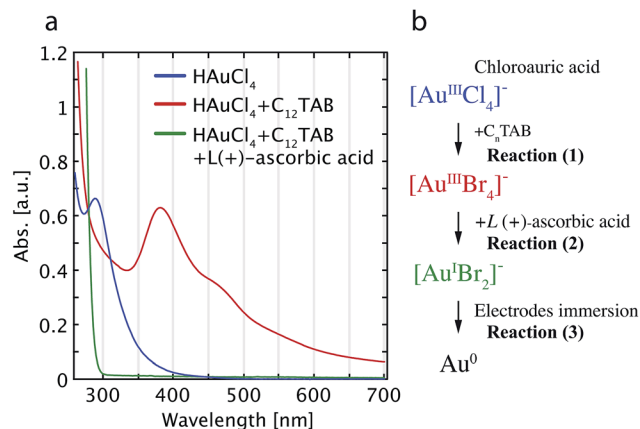 a
Abs. [a.u.]
1.2
1
0.8
0.6
0.4
0.2
0
HAuCl₄
HAuCl₄+C₁₂TAB
HAuCl₄+C₁₂TAB
+L(+)-ascorbic acid
300 400 500 600 700
Wavelength [nm]
b
Chloroauric acid
[AuᴵᴵᴵCl₄]⁻
+CₙTAB
Reaction (1)
[AuᴵᴵᴵBr₄]⁻
+L (+)-ascorbic acid
Reaction (2)
[AuᴵBr₂]⁻
Electrodes immersion
Reaction (3)
Au⁰